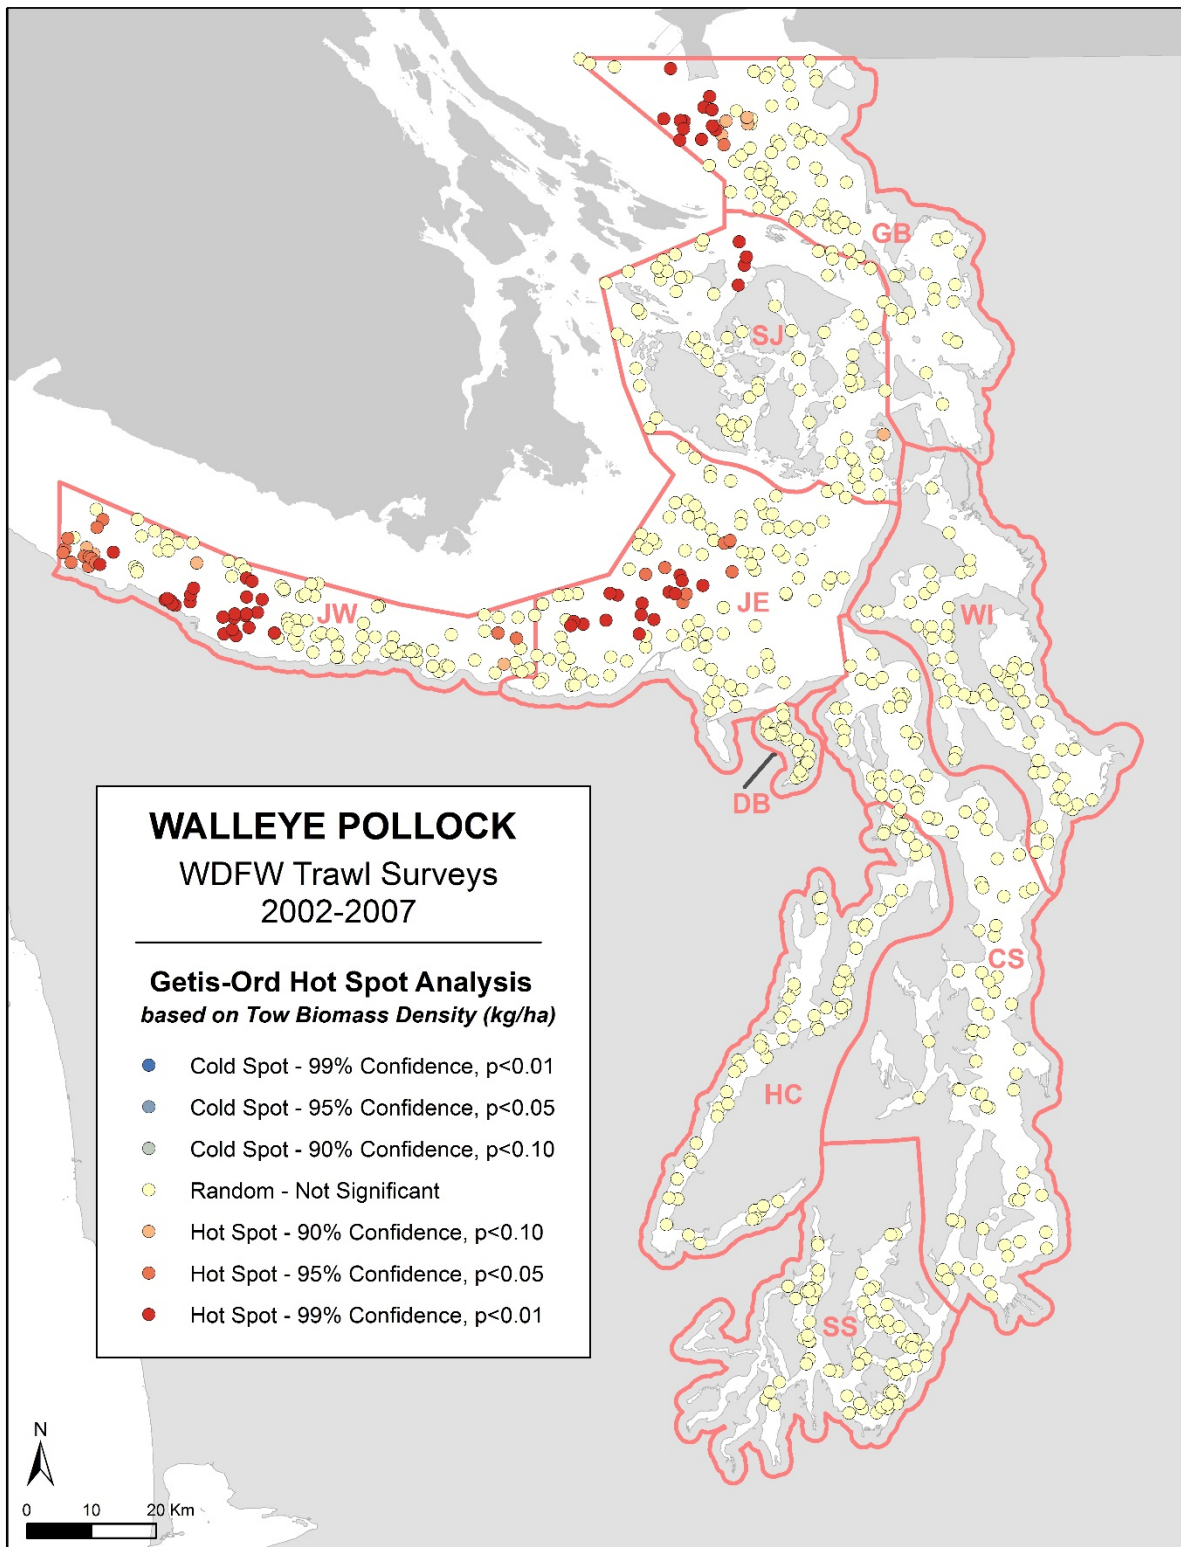 GB
SJ
JW
JE
WI
DB
WALLEYE POLLOCK
WDFW Trawl Surveys
2002-2007
Getis-Ord Hot Spot Analysis
based on Tow Biomass Density (kg/ha)
Cold Spot - 99% Confidence, p<0.01
Cold Spot - 95% Confidence, p<0.05
Cold Spot - 90% Confidence, p<0.10
Random - Not Significant
Hot Spot - 90% Confidence, p<0.10
Hot Spot - 95% Confidence, p<0.05
Hot Spot - 99% Confidence, p<0.01
CS
HC
SS
N
0 10 20 Km